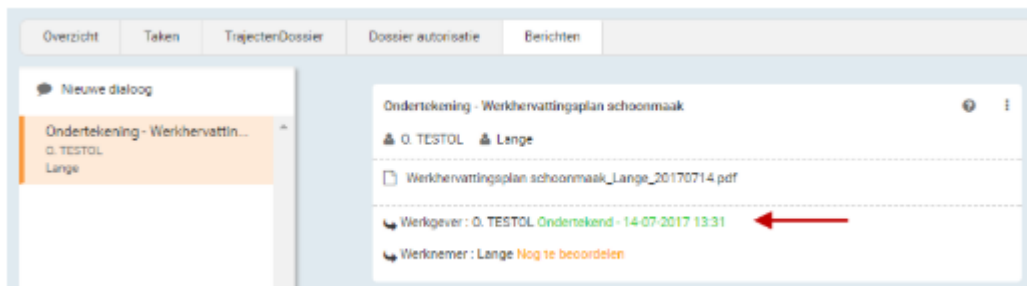 Overzicht Taken TrajectenDossier Dossier autorisatie Berichten
Nieuwe dialoog
Ondertekening - Werkhervattin...
O. TESTOL
Lange
Ondertekening - Werkhervattingsplan schoonmaak
O. TESTOL Lange
Werkhervattingsplan schoonmaak_Lange_20170714.pdf
Werkgever : O. TESTOL Ondertekend - 14-07-2017 13:31
Werknemer : Lange Nog te beoordelen